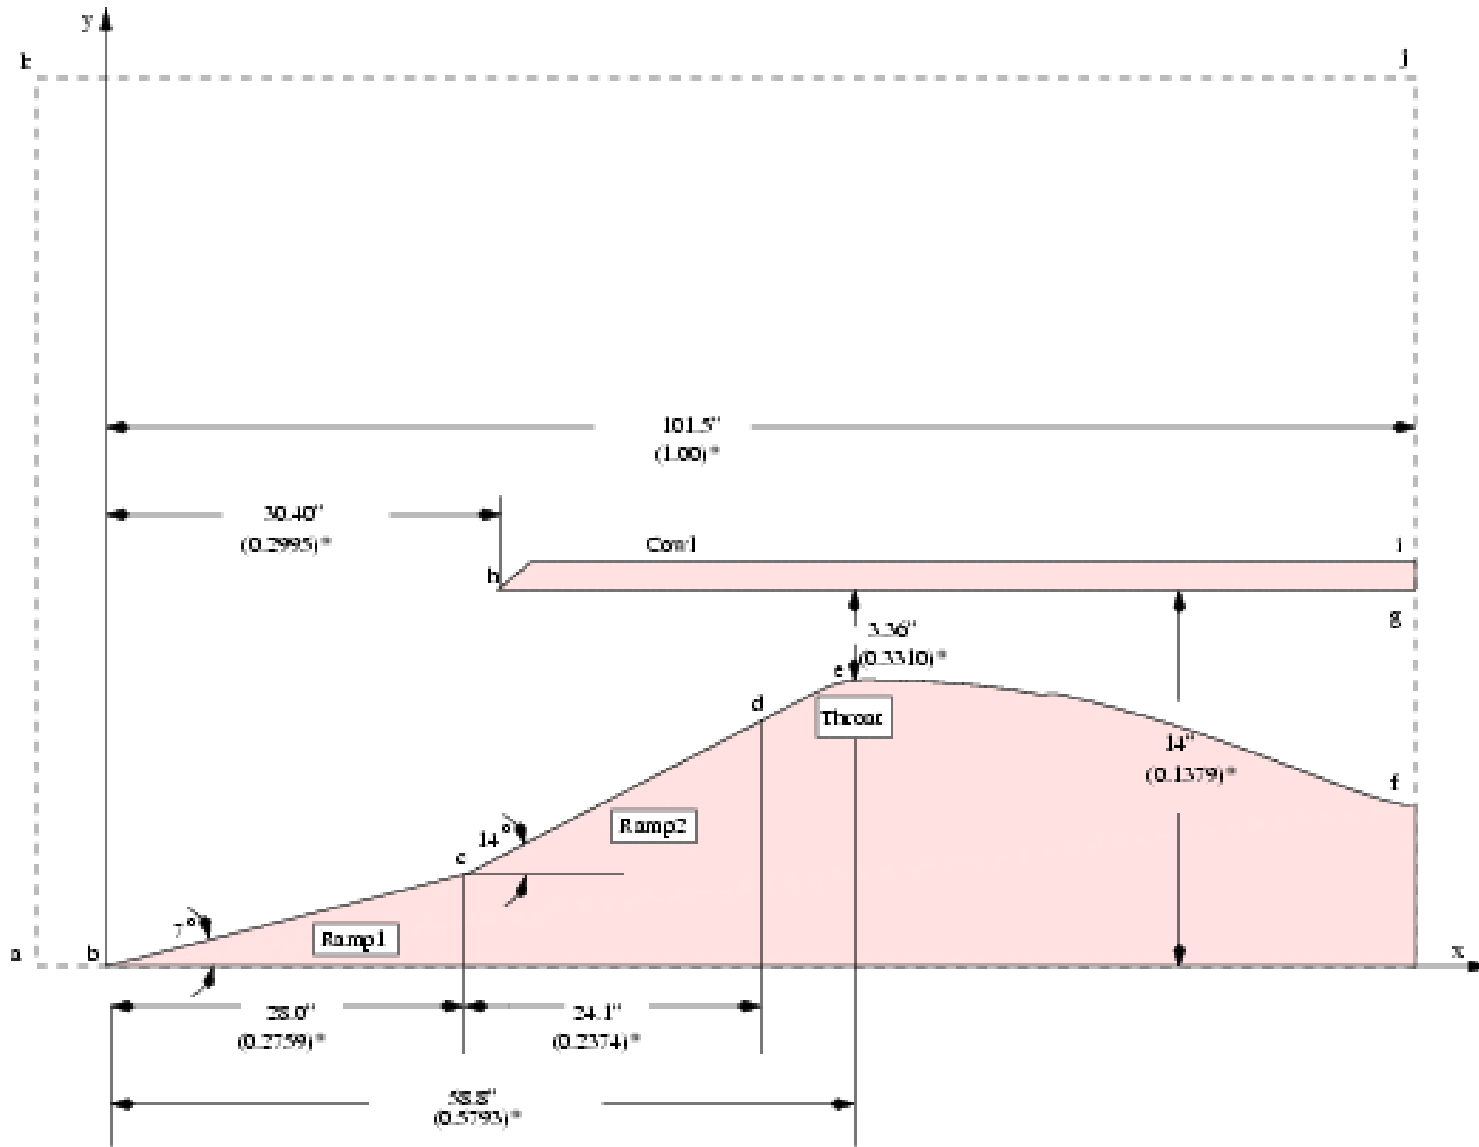 y
k
j
101.5"
(1.00)*
30.40"
(0.2995)*
Cowl
i
h
g
3.36"
(0.3310)*
e
d
Throat
14"
(0.1379)*
f
Ramp2
14°
c
7°
Ramp1
a
b
x
28.0"
(0.2759)*
24.1"
(0.2374)*
58.8"
(0.5793)*